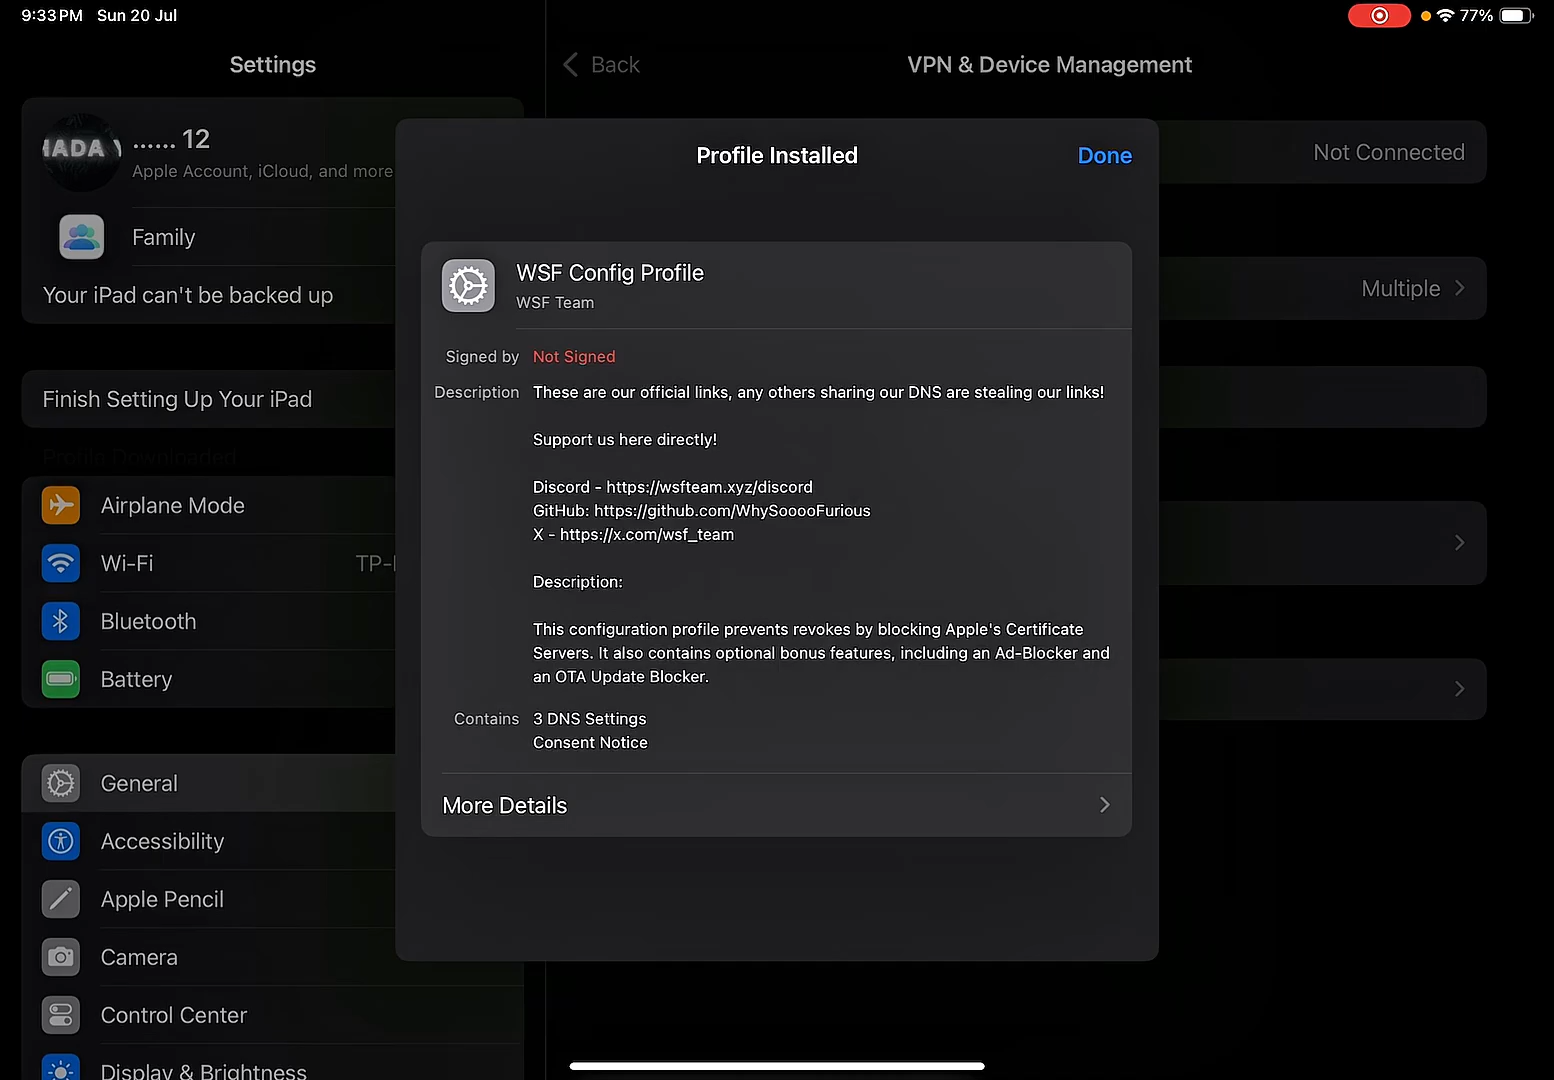 9:33 PM Sun 20 Jul
77%
Settings
Back
VPN & Device Management
...... 12
Apple Account, iCloud, and more
Family
Your iPad can't be backed up
Finish Setting Up Your iPad
Profile Downloaded
Airplane Mode
Wi-Fi
Bluetooth
Battery
General
Accessibility
Apple Pencil
Camera
Control Center
Display & Brightness
Not Connected
Multiple
Profile Installed
Done
WSF Config Profile
WSF Team
Signed by Not Signed
Description These are our official links, any others sharing our DNS are stealing our links!
Support us here directly!
Discord - https://wsfteam.xyz/discord
GitHub: https://github.com/WhySooooFurious
X - https://x.com/wsf_team
Description:
This configuration profile prevents revokes by blocking Apple's Certificate
Servers. It also contains optional bonus features, including an Ad-Blocker and
an OTA Update Blocker.
Contains 3 DNS Settings
Consent Notice
More Details